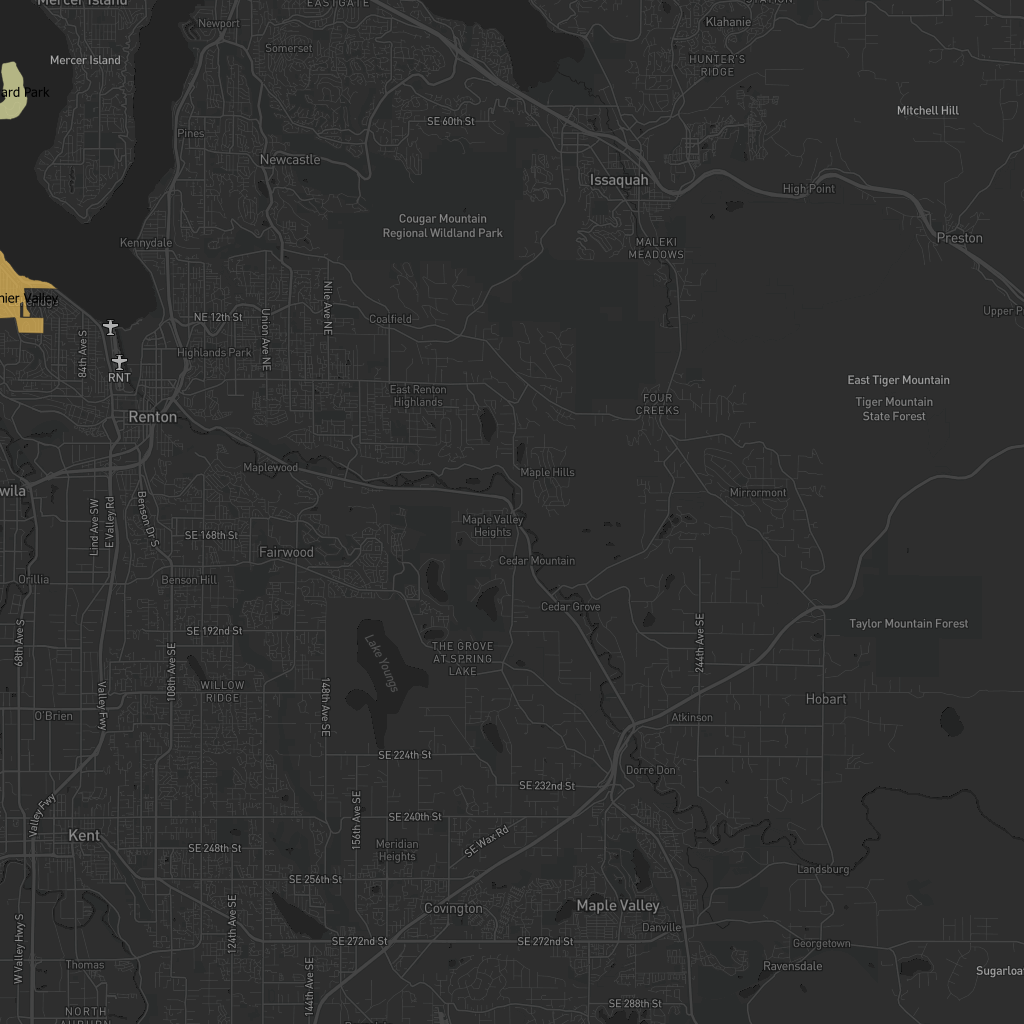 Mercer Island
EASTGATE
STATION
Newport
Klahanie
Somerset
Mercer Island
HUNTER'S
RIDGE
ard Park
Mitchell Hill
SE 60th St
Pines
Newcastle
Issaquah
High Point
Cougar Mountain
Regional Wildland Park
Kennydale
MALEKI
MEADOWS
Preston
nier Valley
Nile Ave NE
Upper P
NE 12th St
Coalfield
Union Ave NE
84th Ave S
Highlands Park
RNT
East Renton
Highlands
East Tiger Mountain
Tiger Mountain
State Forest
FOUR
CREEKS
Renton
Maplewood
Maple Hills
wila
Mirrormont
Lind Ave SW
E Valley Rd
Benson Dr S
Maple Valley
Heights
SE 168th St
Fairwood
Cedar Mountain
Orillia
Benson Hill
Cedar Grove
Taylor Mountain Forest
SE 192nd St
68th Ave S
244th Ave SE
THE GROVE
AT SPRING
LAKE
Lake Youngs
108th Ave SE
WILLOW
RIDGE
148th Ave SE
Valley Fwy
Hobart
O'Brien
Atkinson
SE 224th St
Dorre Don
SE 232nd St
Valley Fwy
156th Ave SE
SE 240th St
Kent
SE Wax Rd
SE 248th St
Meridian
Heights
Landsburg
SE 256th St
Covington
Maple Valley
124th Ave SE
W Valley Hwy S
Danville
SE 272nd St
SE 272nd St
Georgetown
Thomas
Ravensdale
Sugarloa
144th Ave SE
SE 288th St
NORTH
AUBURN